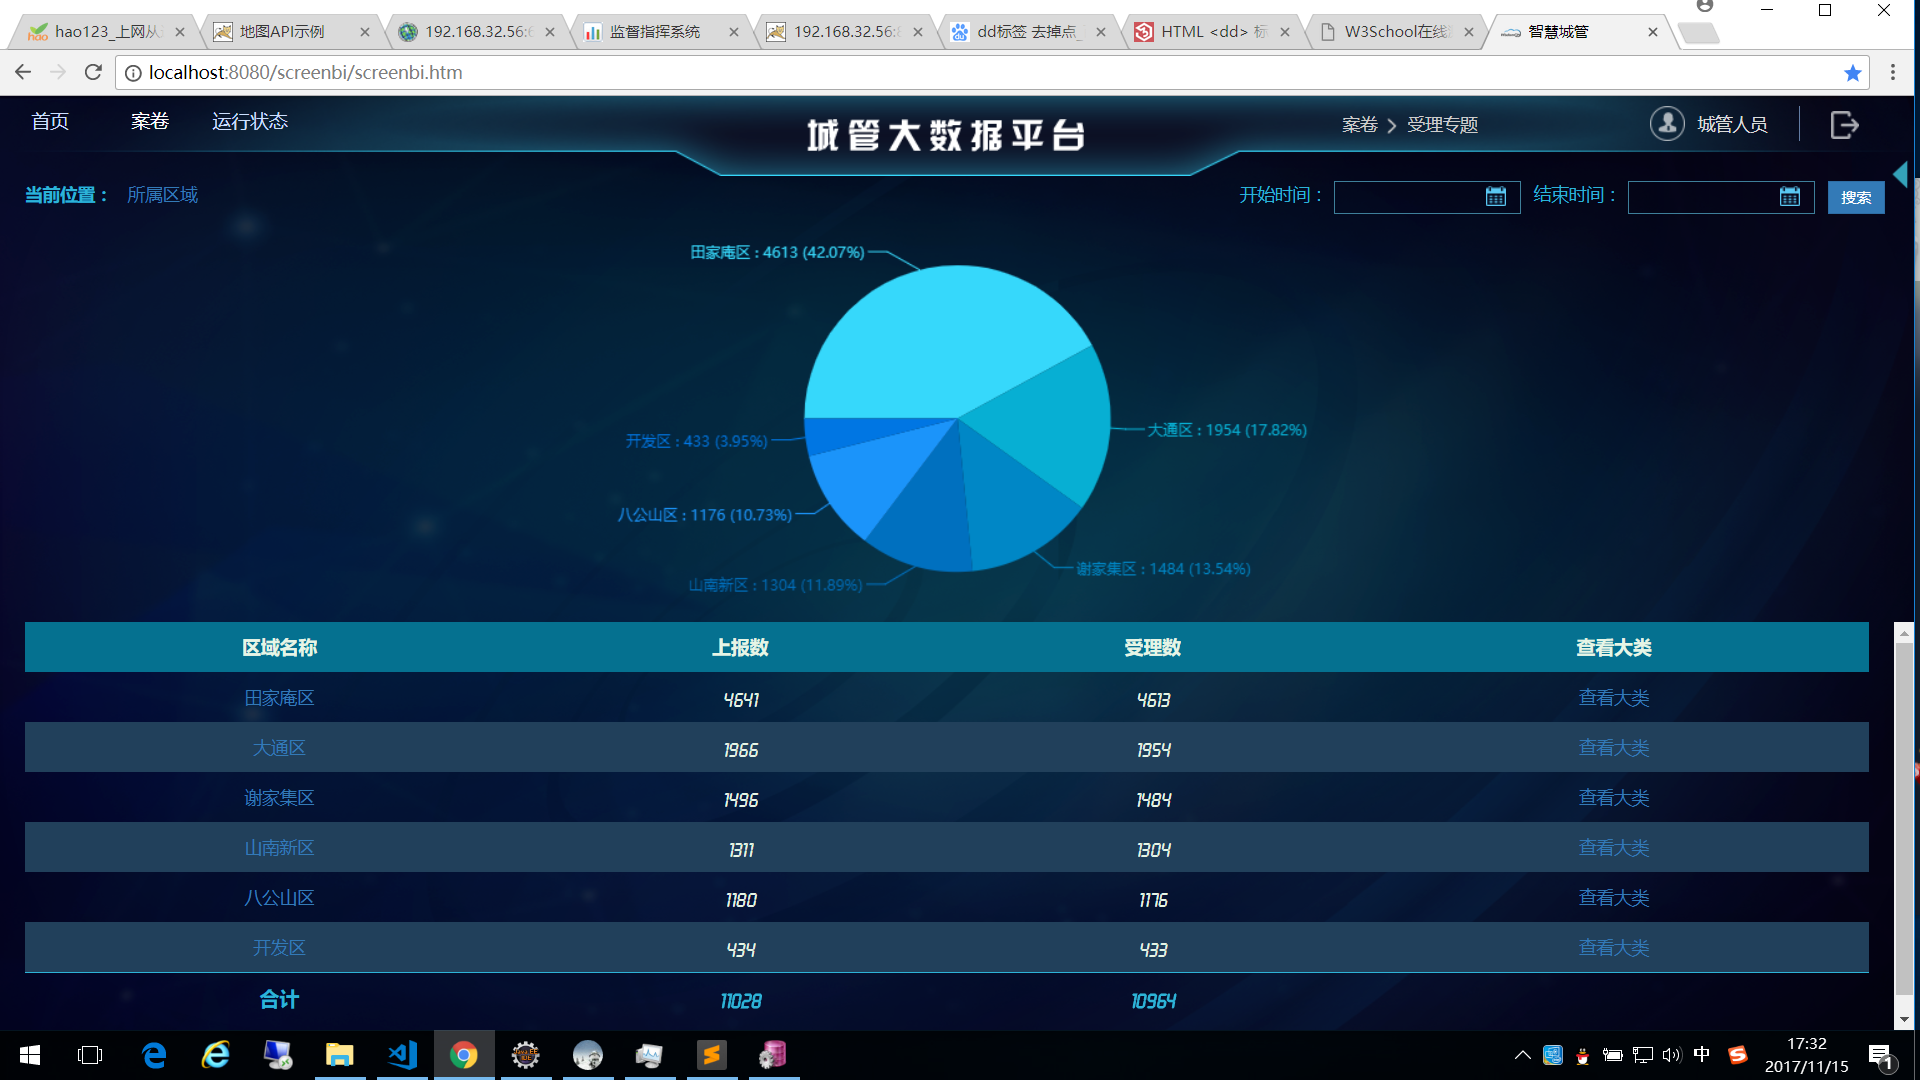 hao123_上网从
地图API示例
192.168.32.56:6
监督指挥系统
192.168.32.56:8
dd标签 去掉点_
HTML <dd> 标
W3School在线
智慧城管
localhost:8080/screenbi/screenbi.htm
首页
案卷
运行状态
城管大数据平台
案卷 > 受理专题
城管人员
当前位置： 所属区域
开始时间：
结束时间：
搜索
田家庵区 : 4613 (42.07%)
大通区 : 1954 (17.82%)
开发区 : 433 (3.95%)
八公山区 : 1176 (10.73%)
谢家集区 : 1484 (13.54%)
山南新区 : 1304 (11.89%)
区域名称 上报数 受理数 查看大类
田家庵区 4641 4613 查看大类
大通区 1966 1954 查看大类
谢家集区 1496 1484 查看大类
山南新区 1311 1304 查看大类
八公山区 1180 1176 查看大类
开发区 434 433 查看大类
合计 11028 10964
中
17:32
2017/11/15
1